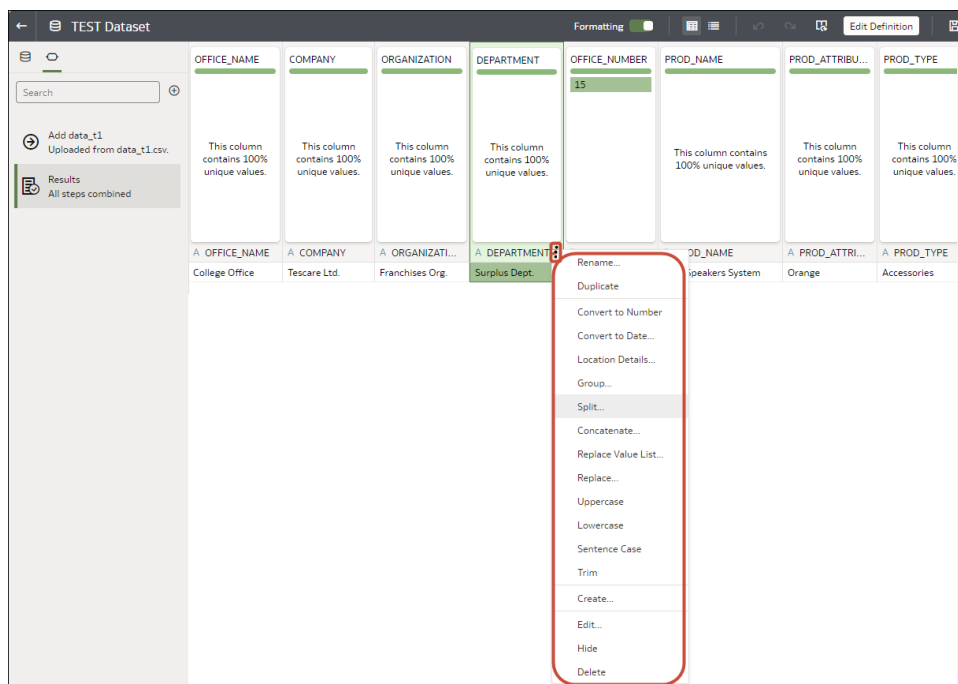 TEST Dataset
Formatting
Edit Definition
Search
Add data_t1
Uploaded from data_t1.csv.
Results
All steps combined
OFFICE_NAME COMPANY ORGANIZATION DEPARTMENT OFFICE_NUMBER PROD_NAME PROD_ATTRIBU... PROD_TYPE
15
This column
contains 100%
unique values.
This column
contains 100%
unique values.
This column
contains 100%
unique values.
This column
contains 100%
unique values.
This column contains
100% unique values.
This column
contains 100%
unique values.
This column
contains 100%
unique values.
A OFFICE_NAME A COMPANY A ORGANIZATI... A DEPARTMENT OD_NAME A PROD_ATTRI... A PROD_TYPE
College Office Tescare Ltd. Franchises Org. Surplus Dept. Speakers System Orange Accessories
Rename...
Duplicate
Convert to Number
Convert to Date...
Location Details...
Group...
Split...
Concatenate...
Replace Value List...
Replace...
Uppercase
Lowercase
Sentence Case
Trim
Create...
Edit...
Hide
Delete